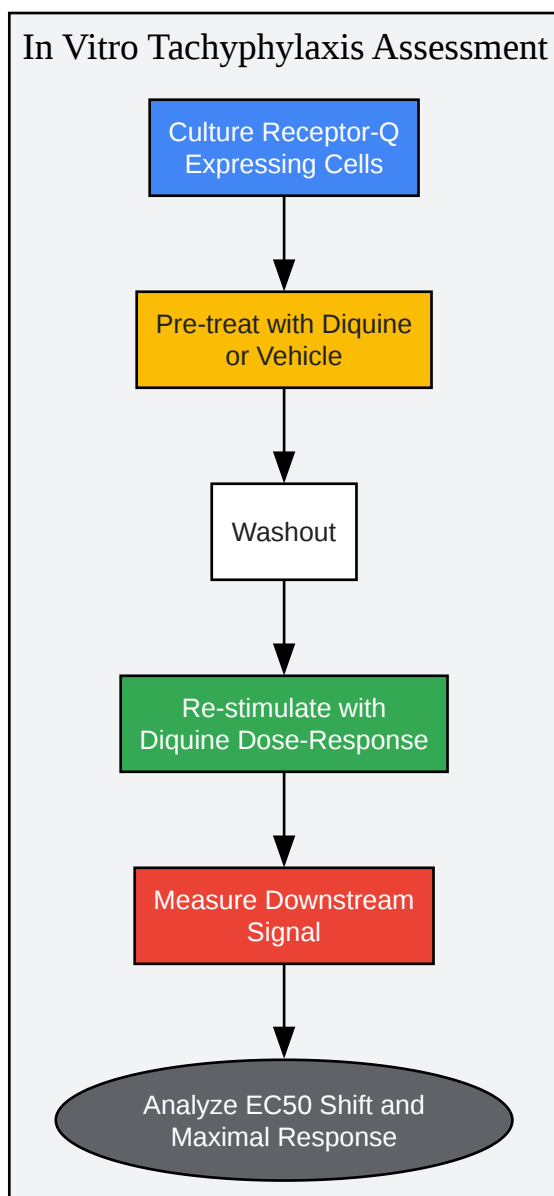 In Vitro Tachyphylaxis Assessment
Culture Receptor-Q
Expressing Cells
Pre-treat with Diquine
or Vehicle
Washout
Re-stimulate with
Diquine Dose-Response
Measure Downstream
Signal
Analyze EC50 Shift and
Maximal Response